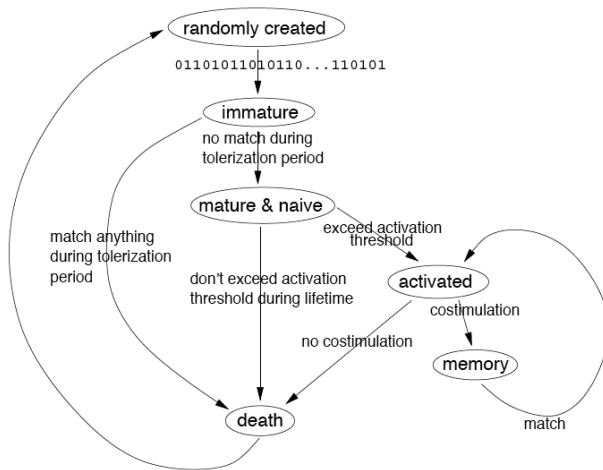 randomly created
01101011010110...110101
immature
no match during
tolerization period
mature & naive
exceed activation
threshold
match anything
during tolerization
period
don't exceed activation
threshold during lifetime
activated
costimulation
no costimulation
memory
death
match